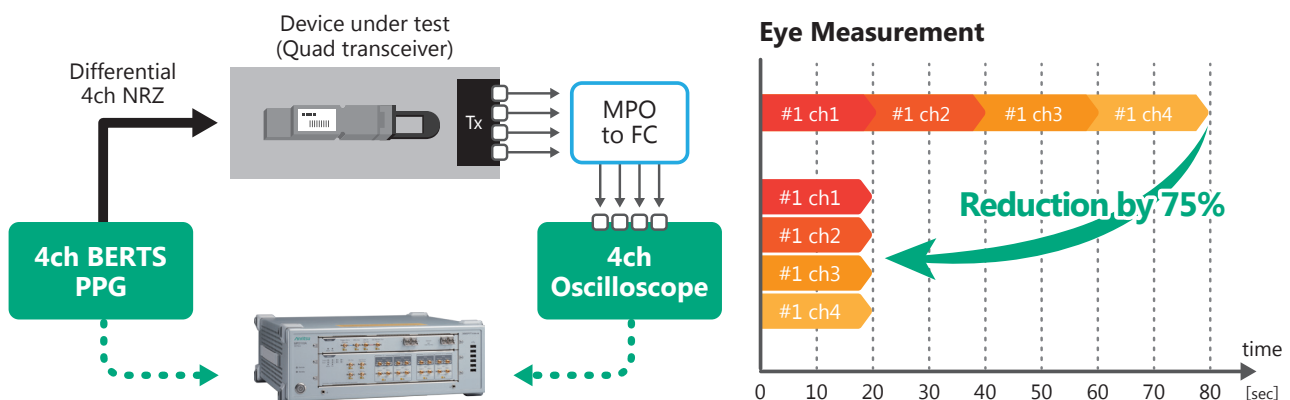 Device under test
(Quad transceiver)
Differential
4ch NRZ
Tx
MPO
to FC
4ch BERTS
PPG
4ch
Oscilloscope
Eye Measurement
#1 ch1
#1 ch2
#1 ch3
#1 ch4
#1 ch1
#1 ch2
#1 ch3
#1 ch4
Reduction by 75%
time
0 10 20 30 40 50 60 70 80 [sec]